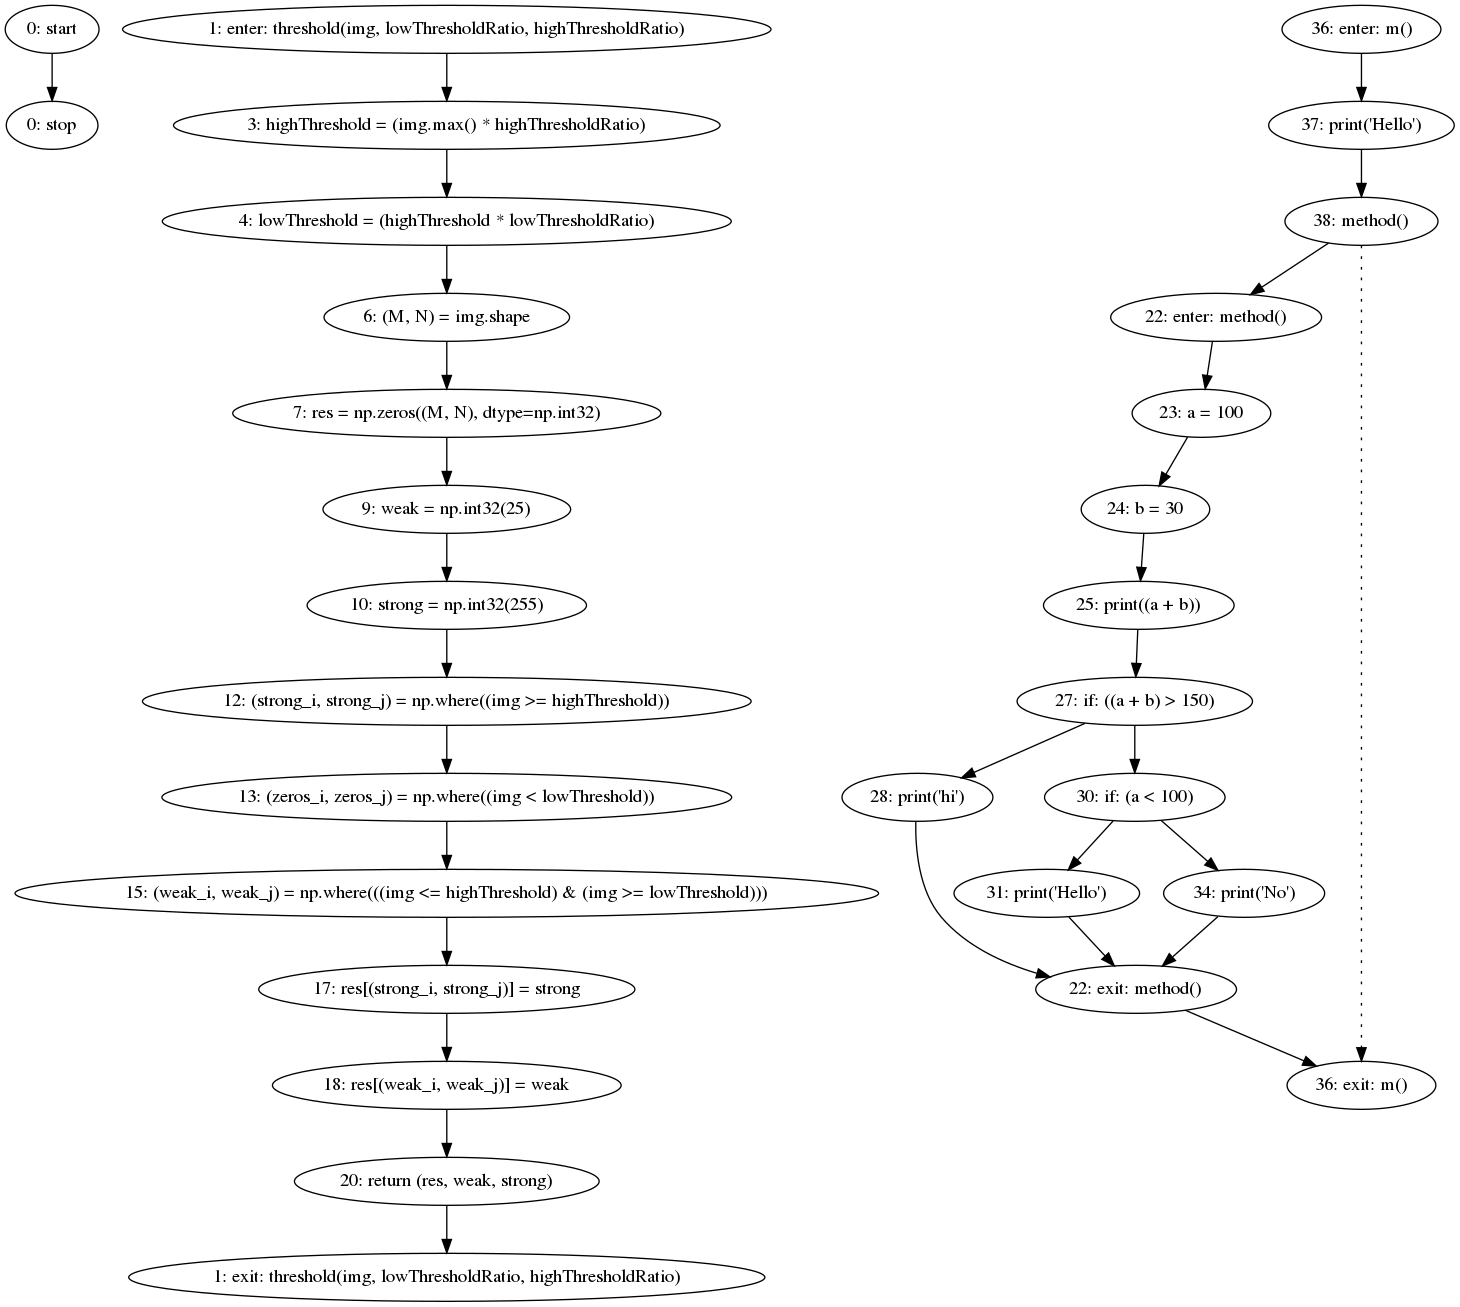 0: start
0: stop
1: enter: threshold(img, lowThresholdRatio, highThresholdRatio)
3: highThreshold = (img.max() * highThresholdRatio)
4: lowThreshold = (highThreshold * lowThresholdRatio)
6: (M, N) = img.shape
7: res = np.zeros((M, N), dtype=np.int32)
9: weak = np.int32(25)
10: strong = np.int32(255)
12: (strong_i, strong_j) = np.where((img >= highThreshold))
13: (zeros_i, zeros_j) = np.where((img < lowThreshold))
15: (weak_i, weak_j) = np.where(((img <= highThreshold) & (img >= lowThreshold)))
17: res[(strong_i, strong_j)] = strong
18: res[(weak_i, weak_j)] = weak
20: return (res, weak, strong)
1: exit: threshold(img, lowThresholdRatio, highThresholdRatio)
36: enter: m()
37: print('Hello')
38: method()
22: enter: method()
23: a = 100
24: b = 30
25: print((a + b))
27: if: ((a + b) > 150)
28: print('hi')
30: if: (a < 100)
31: print('Hello')
34: print('No')
22: exit: method()
36: exit: m()